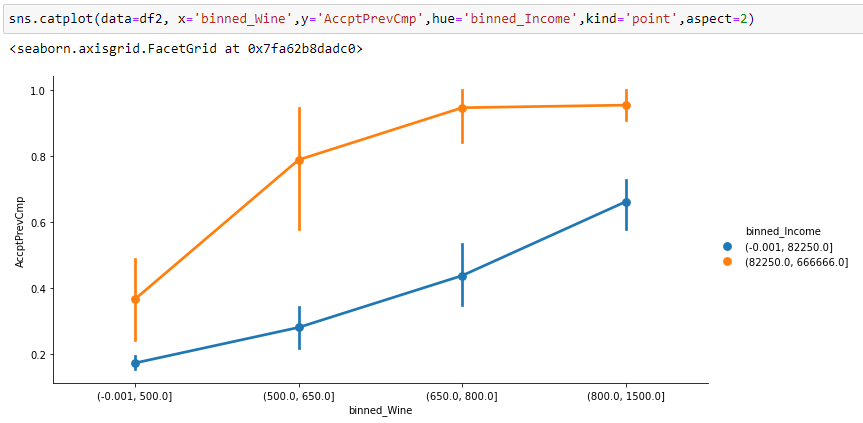 sns.catplot(data=df2, x='binned_Wine',y='AccptPrevCmp',hue='binned_Income',kind='point',aspect=2)
<seaborn.axisgrid.FacetGrid at 0x7fa62b8dadc0>
1.0
0.8
0.6
0.4
0.2
AccptPrevCmp
(-0.001, 500.0]
(500.0, 650.0]
(650.0, 800.0]
(800.0, 1500.0]
binned_Wine
binned_Income
(-0.001, 82250.0]
(82250.0, 666666.0]